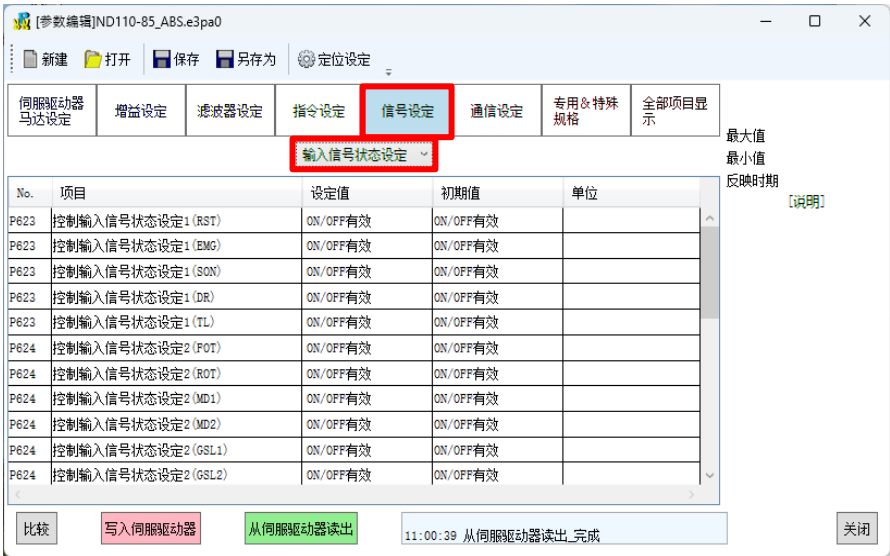 [参数编辑]ND110-85_ABS.e3pa0
新建 打开 保存 另存为 定位设定
伺服驱动器
马达设定
增益设定 滤波器设定 指令设定 信号设定 通信设定
专用&特殊
规格
全部项目显
示
输入信号状态设定
最大值
最小值
反映时期
[说明]
No. 项目 设定值 初期值 单位
P623 控制输入信号状态设定1(RST) ON/OFF有效 ON/OFF有效
P623 控制输入信号状态设定1(EMG) ON/OFF有效 ON/OFF有效
P623 控制输入信号状态设定1(SON) ON/OFF有效 ON/OFF有效
P623 控制输入信号状态设定1(DR) ON/OFF有效 ON/OFF有效
P623 控制输入信号状态设定1(TL) ON/OFF有效 ON/OFF有效
P624 控制输入信号状态设定2(FOT) ON/OFF有效 ON/OFF有效
P624 控制输入信号状态设定2(ROT) ON/OFF有效 ON/OFF有效
P624 控制输入信号状态设定2(MD1) ON/OFF有效 ON/OFF有效
P624 控制输入信号状态设定2(MD2) ON/OFF有效 ON/OFF有效
P624 控制输入信号状态设定2(GSL1) ON/OFF有效 ON/OFF有效
P624 控制输入信号状态设定2(GSL2) ON/OFF有效 ON/OFF有效
比较 写入伺服驱动器 从伺服驱动器读出 11:00:39 从伺服驱动器读出_完成 关闭